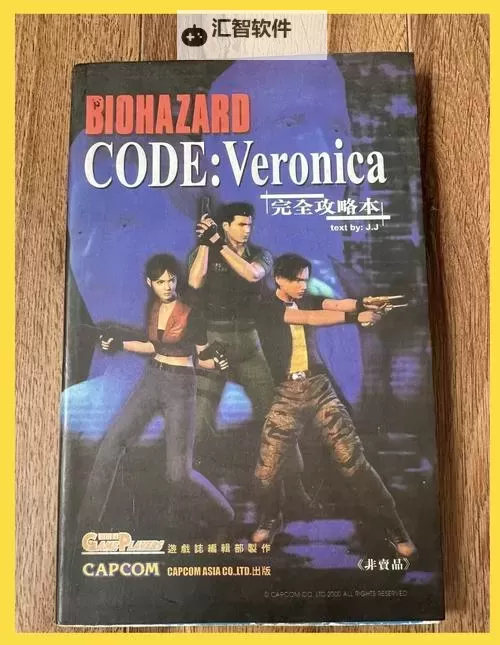 汇智软件
BIOHAZARD
CODE:Veronica
完全攻略本
text by: J.J
GAME PLAYERS 遊戲誌編輯部製作
CAPCOM CAPCOM ASIA CO.,LTD.出版
《非賣品》
© CAPCOM CO., LTD 2000 ALL RIGHTS RESERVED